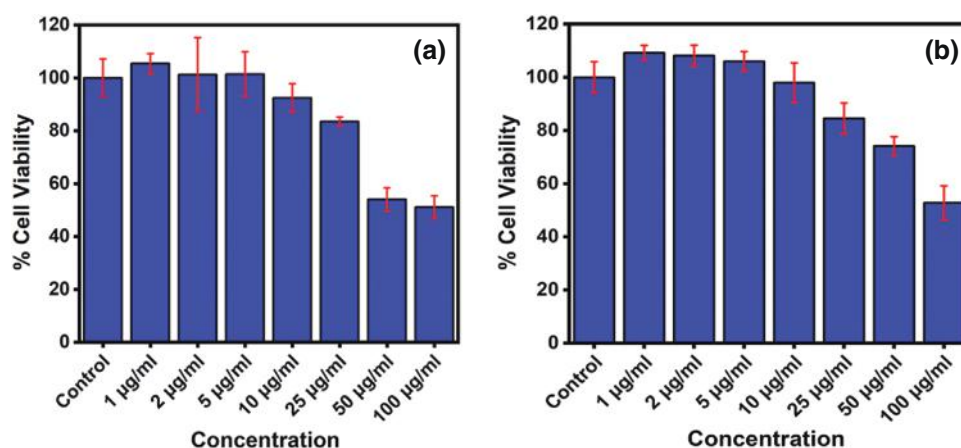 (a)
% Cell Viability
120
100
80
60
40
20
0
Control
1 µg/ml
2 µg/ml
5 µg/ml
10 µg/ml
25 µg/ml
50 µg/ml
100 µg/ml
Concentration
(b)
% Cell Viability
120
100
80
60
40
20
0
Control
1 µg/ml
2 µg/ml
5 µg/ml
10 µg/ml
25 µg/ml
50 µg/ml
100 µg/ml
Concentration